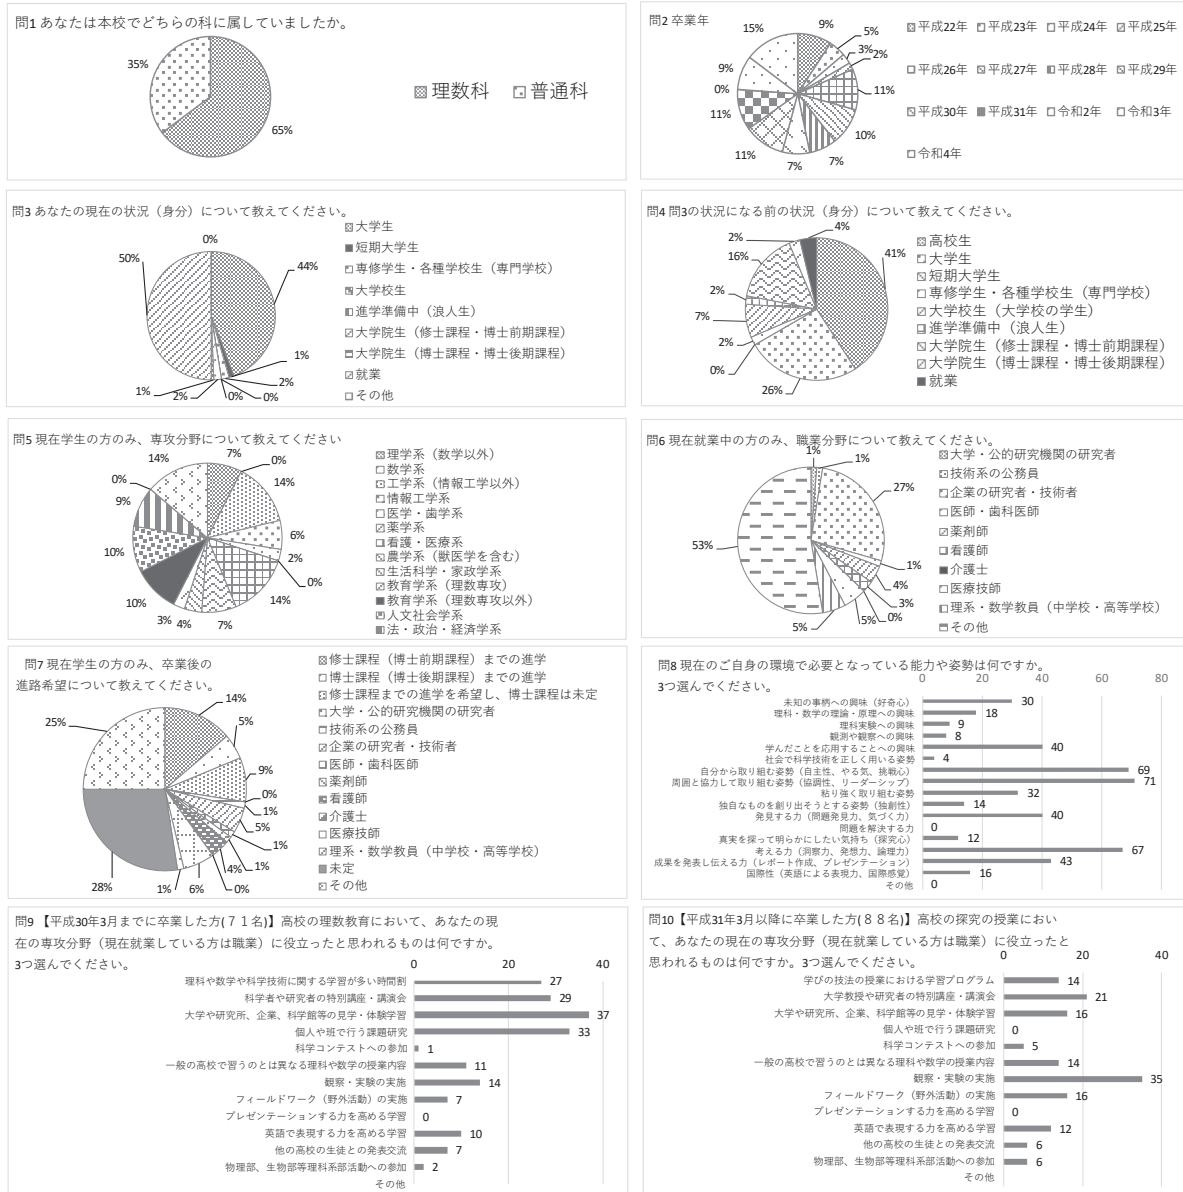 問1 あなたは本校でどちらの科に属していましたか。
35%
65%
理数科 普通科
問2 卒業年
15%
9%
5%
3%
2%
11%
10%
7%
7%
11%
11%
0%
9%
平成22年 平成23年 平成24年 平成25年
平成26年 平成27年 平成28年 平成29年
平成30年 平成31年 令和2年 令和3年
令和4年
問3 あなたの現在の状況（身分）について教えてください。
0%
50%
44%
1%
2%
0%
0%
2%
1%
大学生
短期大学生
専修学生・各種学校生（専門学校）
大学校生
進学準備中（浪人生）
大学院生（修士課程・博士前期課程）
大学院生（博士課程・博士後期課程）
就業
その他
問4 問3の状況になる前の状況（身分）について教えてください。
4%
2%
41%
16%
2%
7%
2%
0%
26%
高校生
大学生
短期大学生
専修学生・各種学校生（専門学校）
大学校生（大学校の学生）
進学準備中（浪人生）
大学院生（修士課程・博士前期課程）
大学院生（博士課程・博士後期課程）
就業
問5 現在学生の方のみ、専攻分野について教えてください
14%
7%
0%
14%
6%
2%
0%
14%
7%
4%
3%
10%
10%
9%
0%
理学系（数学以外）
数学系
工学系（情報工学以外）
情報工学系
医学・歯学系
薬学系
看護・医療系
農学系（獣医学を含む）
生活科学・家政学系
教育学系（理数専攻）
教育学系（理数専攻以外）
人文社会学系
法・政治・経済学系
問6 現在就業中の方のみ、職業分野について教えてください。
1%
1%
27%
1%
4%
3%
0%
5%
5%
53%
大学・公的研究機関の研究者
技術系の公務員
企業の研究者・技術者
医師・歯科医師
薬剤師
看護師
介護士
医療技師
理系・数学教員（中学校・高等学校）
その他
問7 現在学生の方のみ、卒業後の
進路希望について教えてください。
14%
5%
9%
0%
1%
5%
1%
1%
4%
0%
6%
1%
28%
25%
修士課程（博士前期課程）までの進学
博士課程（博士後期課程）までの進学
修士課程までの進学を希望し、博士課程は未定
大学・公的研究機関の研究者
技術系の公務員
企業の研究者・技術者
医師・歯科医師
薬剤師
看護師
介護士
医療技師
理系・数学教員（中学校・高等学校）
未定
その他
問8 現在のご自身の環境で必要となっている能力や姿勢は何ですか。
3つ選んでください。
0 20 40 60 80
未知の事柄への興味（好奇心） 30
理科・数学の理論・原理への興味 18
理科実験への興味 9
観測や観察への興味 8
学んだことを応用することへの興味 40
社会で科学技術を正しく用いる姿勢 4
自分から取り組む姿勢（自主性、やる気、挑戦心） 69
周囲と協力して取り組む姿勢（協調性、リーダーシップ） 71
粘り強く取り組む姿勢 32
独自なものを創り出そうとする姿勢（独創性） 14
発見する力（問題発見力、気づく力） 40
問題を解決する力 0
真実を探って明らかにしたい気持ち（探究心） 12
考える力（洞察力、発想力、論理力） 67
成果を発表し伝える力（レポート作成、プレゼンテーション） 43
国際性（英語による表現力、国際感覚） 16
その他 0
問9 【平成30年3月までに卒業した方(７１名)】高校の理数教育において、あなたの現
在の専攻分野（現在就業している方は職業）に役立ったと思われるものは何ですか。
3つ選んでください。
0 20 40
理科や数学や科学技術に関する学習が多い時間割 27
科学者や研究者の特別講座・講演会 29
大学や研究所、企業、科学館等の見学・体験学習 37
個人や班で行う課題研究 33
科学コンテストへの参加 1
一般の高校で習うのとは異なる理科や数学の授業内容 11
観察・実験の実施 14
フィールドワーク（野外活動）の実施 7
プレゼンテーションする力を高める学習 0
英語で表現する力を高める学習 10
他の高校の生徒との発表交流 7
物理部、生物部等理科系部活動への参加 2
その他
問10【平成31年3月以降に卒業した方(８８名)】高校の探究の授業におい
て、あなたの現在の専攻分野（現在就業している方は職業）に役立ったと
思われるものは何ですか。3つ選んでください。
0 20 40
学びの技法の授業における学習プログラム 14
大学教授や研究者の特別講座・講演会 21
大学や研究所、企業、科学館等の見学・体験学習 16
個人や班で行う課題研究 0
科学コンテストへの参加 5
一般の高校で習うのとは異なる理科や数学の授業内容 14
観察・実験の実施 35
フィールドワーク（野外活動）の実施 16
プレゼンテーションする力を高める学習 0
英語で表現する力を高める学習 12
他の高校の生徒との発表交流 6
物理部、生物部等理科系部活動への参加 6
その他